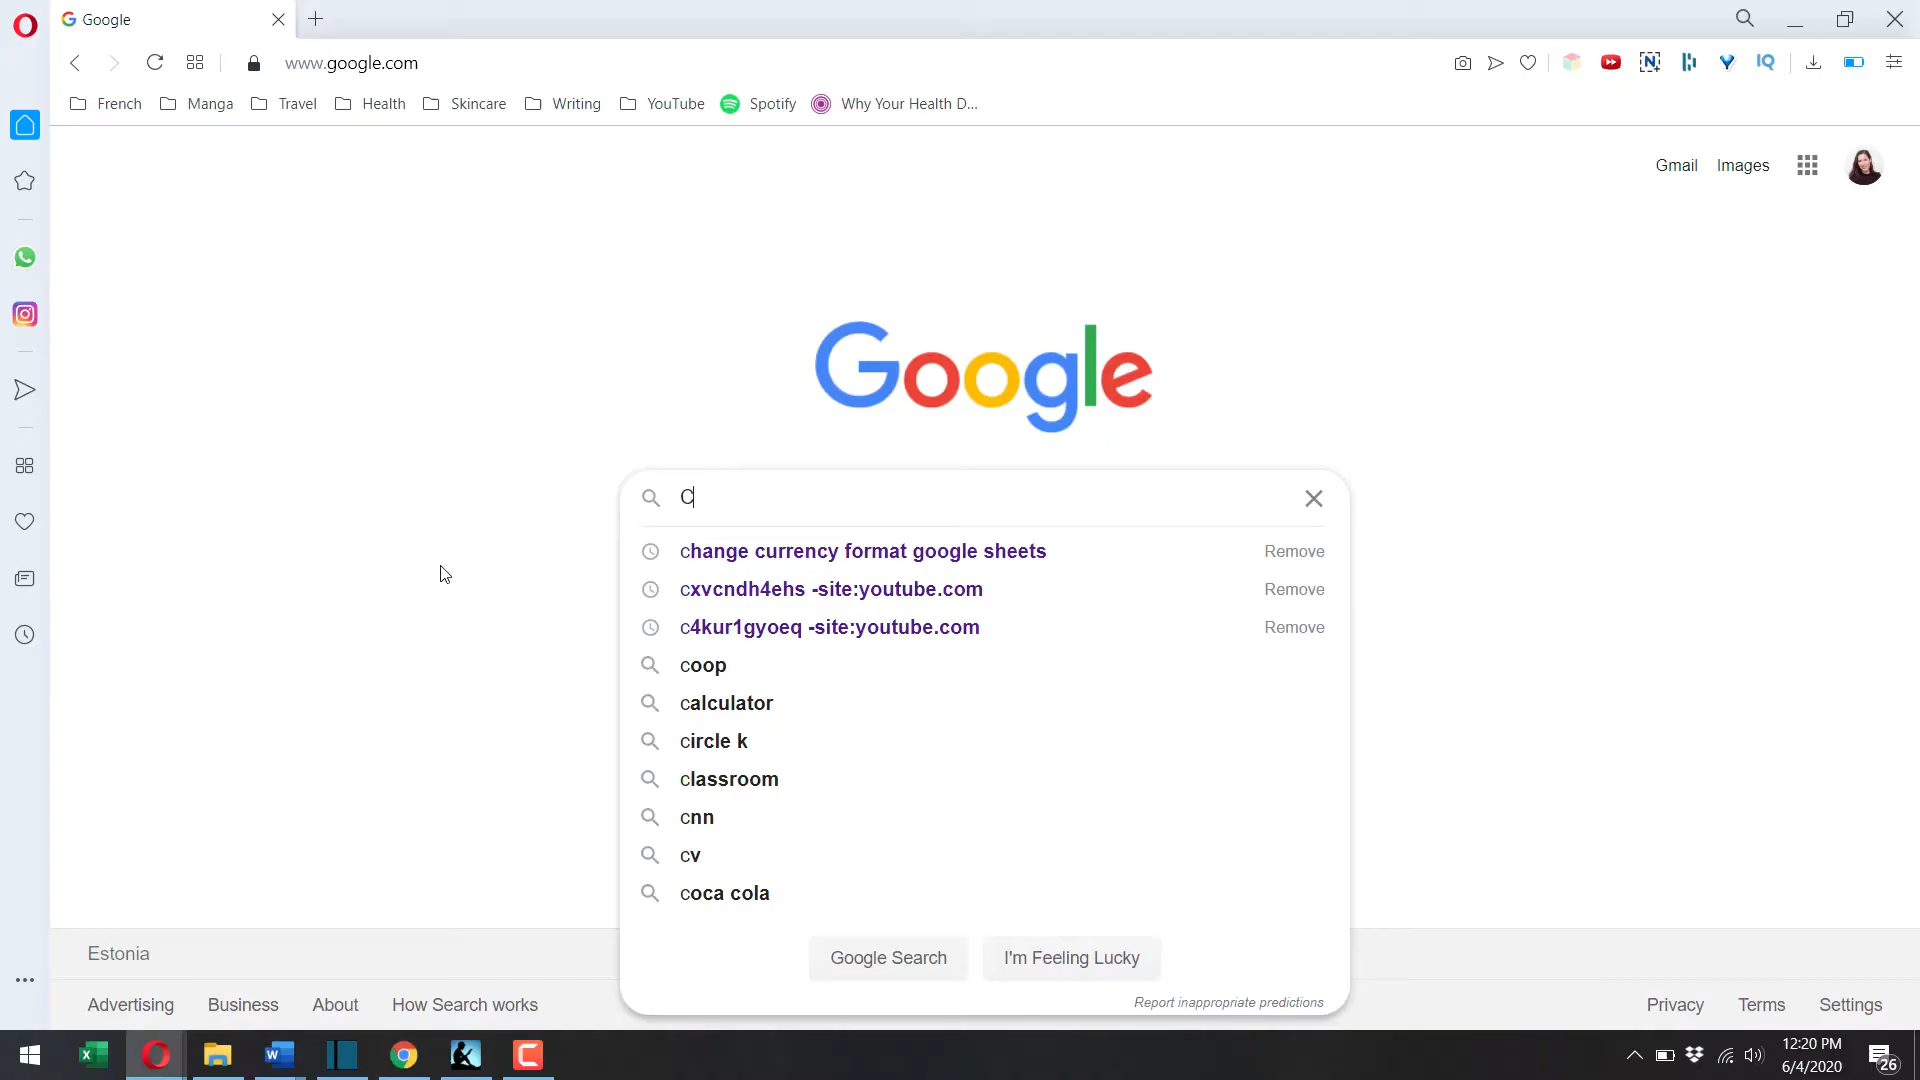 Google
www.google.com
French Manga Travel Health Skincare Writing YouTube Spotify Why Your Health D...
Gmail Images
Google
C
change currency format google sheets Remove
cxvcndh4ehs -site:youtube.com Remove
c4kur1gyoeq -site:youtube.com Remove
coop
calculator
circle k
classroom
cnn
cv
coca cola
Google Search I'm Feeling Lucky
Report inappropriate predictions
Estonia
Advertising Business About How Search works Privacy Terms Settings
12:20 PM
6/4/2020
26